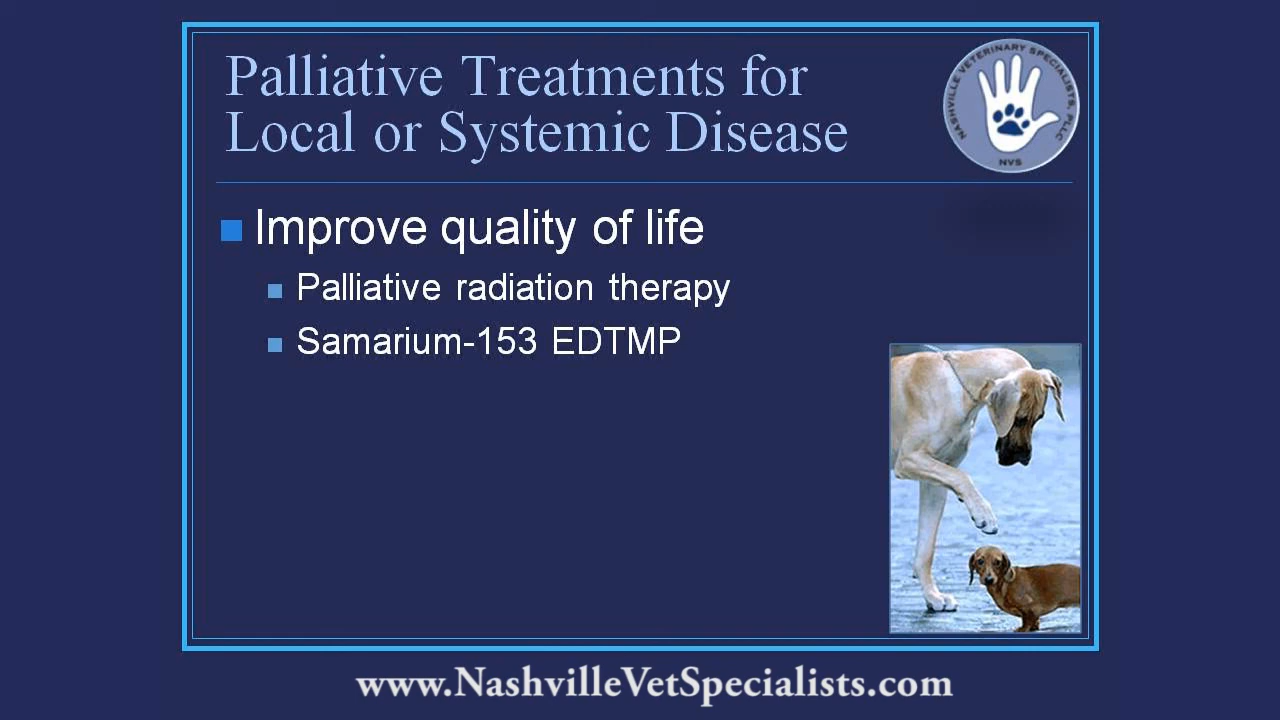 Palliative Treatments for
Local or Systemic Disease
NASHVILLE VETERINARY SPECIALISTS, PLLC
NVS
Improve quality of life
Palliative radiation therapy
Samarium-153 EDTMP
www.NashvilleVetSpecialists.com